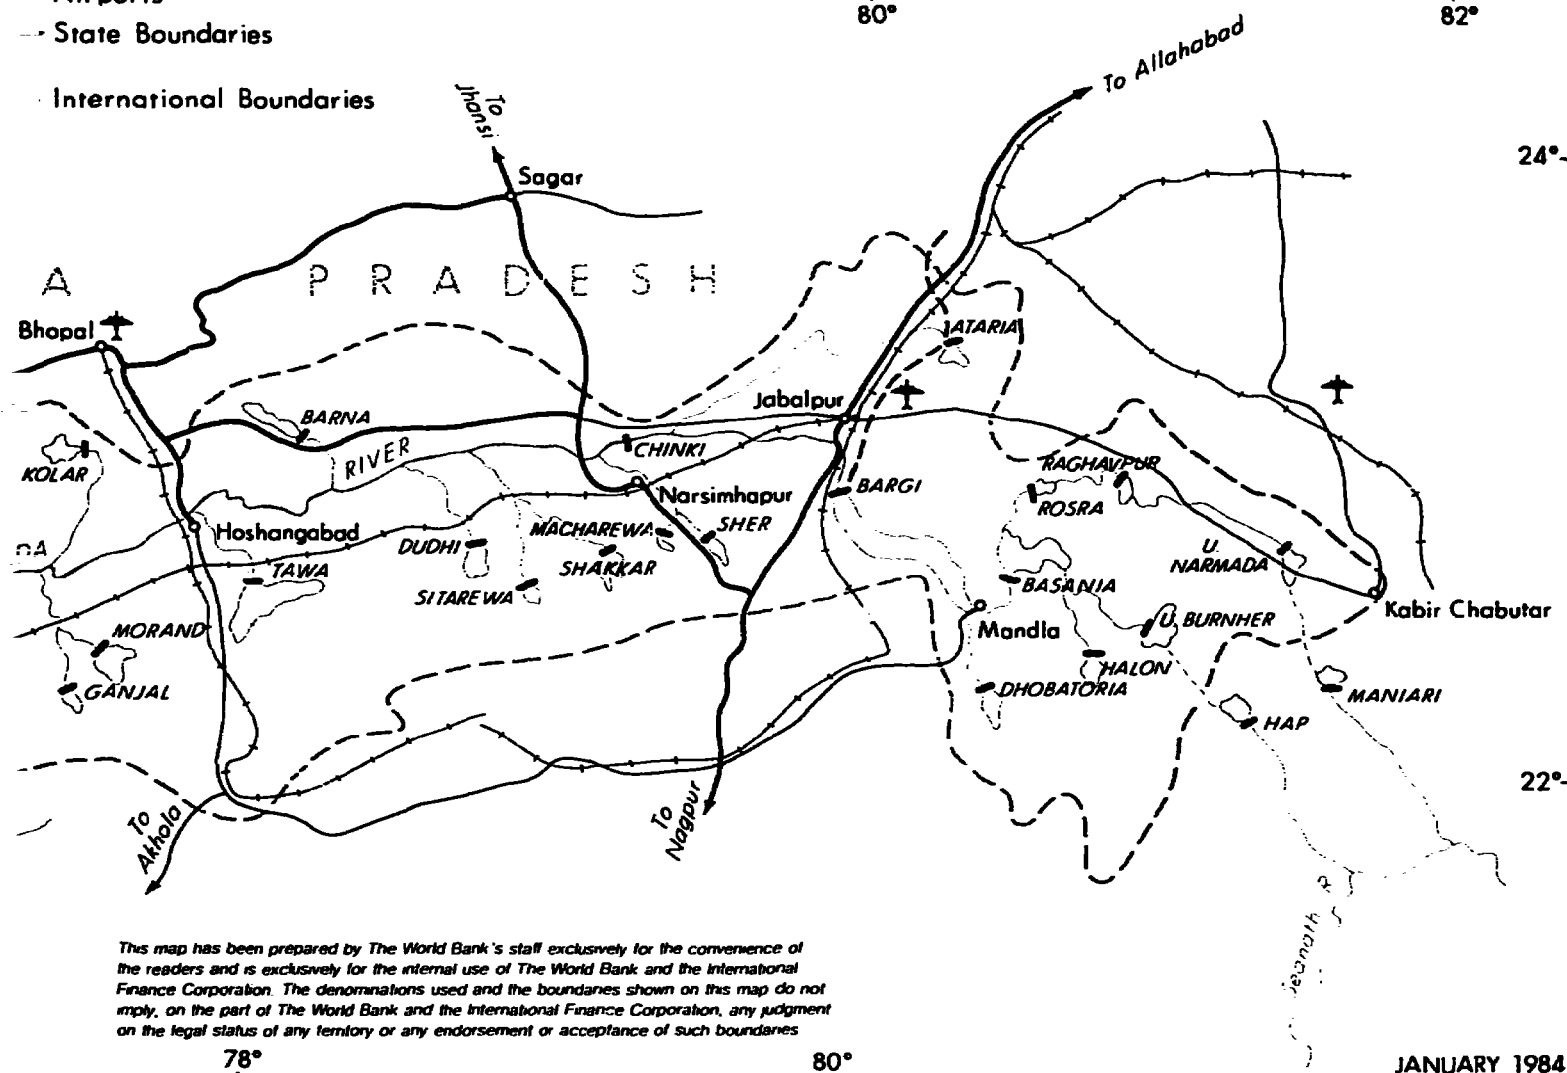 80°
82°
State Boundaries
International Boundaries
To Allahabad
To
Jhansi
24°
Sagar
A PRADESH
Bhopal
ATARIA
Jabalpur
BARNA
RIVER
CHINKI
KOLAR
RAGHAVPUR
BARGI
Narsimhapur
ROSRA
SHER
Hoshangabad
MACHAREWA
DUDHI
SHAKKAR
U.
NARMADA
TAWA
SITAREWA
BASANIA
Kabir Chabutar
MORAND
Mandla
U. BURNHER
HALON
GANJAL
DHOBATORIA
MANIARI
HAP
22°
To
Akhola
To
Nagpur
R
This map has been prepared by The World Bank's staff exclusively for the convenience of
the readers and is exclusively for the internal use of The World Bank and the International
Finance Corporation. The denominations used and the boundaries shown on this map do not
imply, on the part of The World Bank and the International Finance Corporation, any judgment
on the legal status of any territory or any endorsement or acceptance of such boundaries
78°
80°
JANUARY 1984